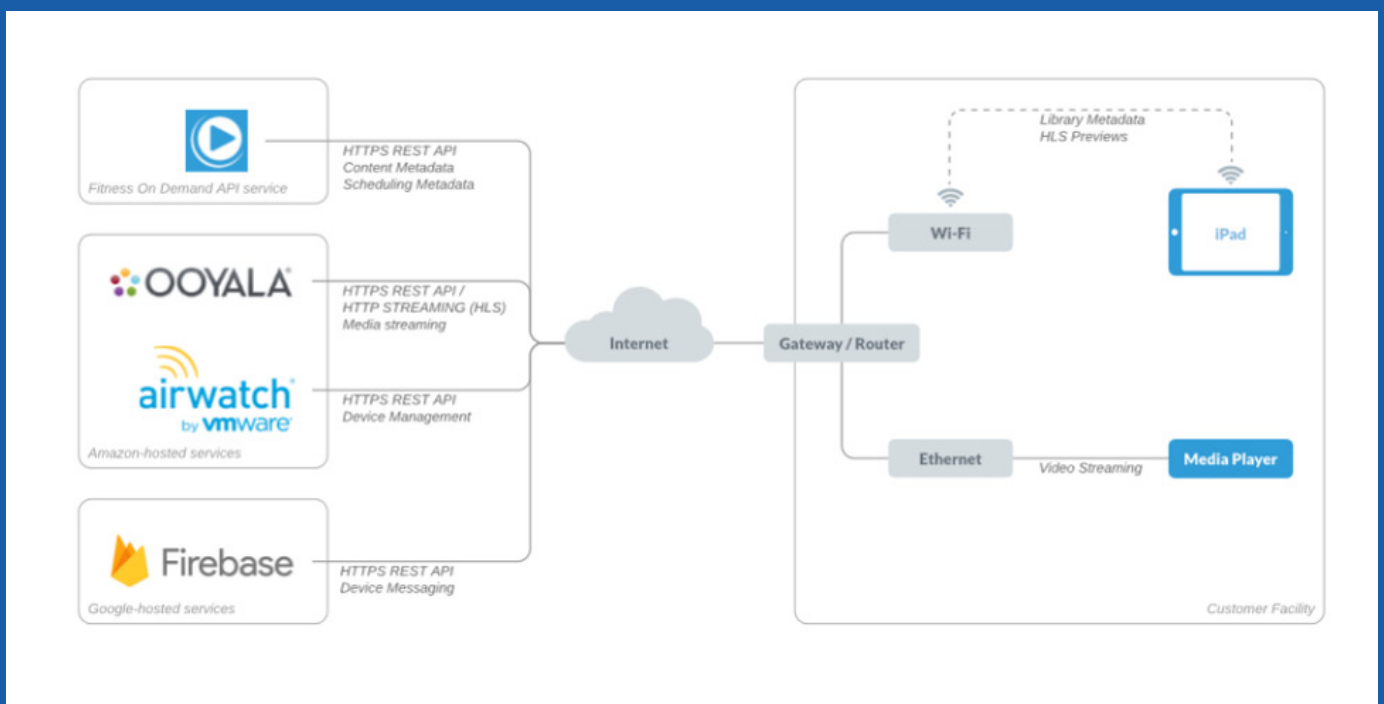 HTTPS REST API
Content Metadata
Scheduling Metadata
Fitness On Demand API service
OOYALA
HTTPS REST API /
HTTP STREAMING (HLS)
Media streaming
airwatch
by vmware
HTTPS REST API
Device Management
Amazon-hosted services
Firebase
HTTPS REST API
Device Messaging
Google-hosted services
Internet
Gateway / Router
Library Metadata
HLS Previews
Wi-Fi
iPad
Ethernet
Video Streaming
Media Player
Customer Facility